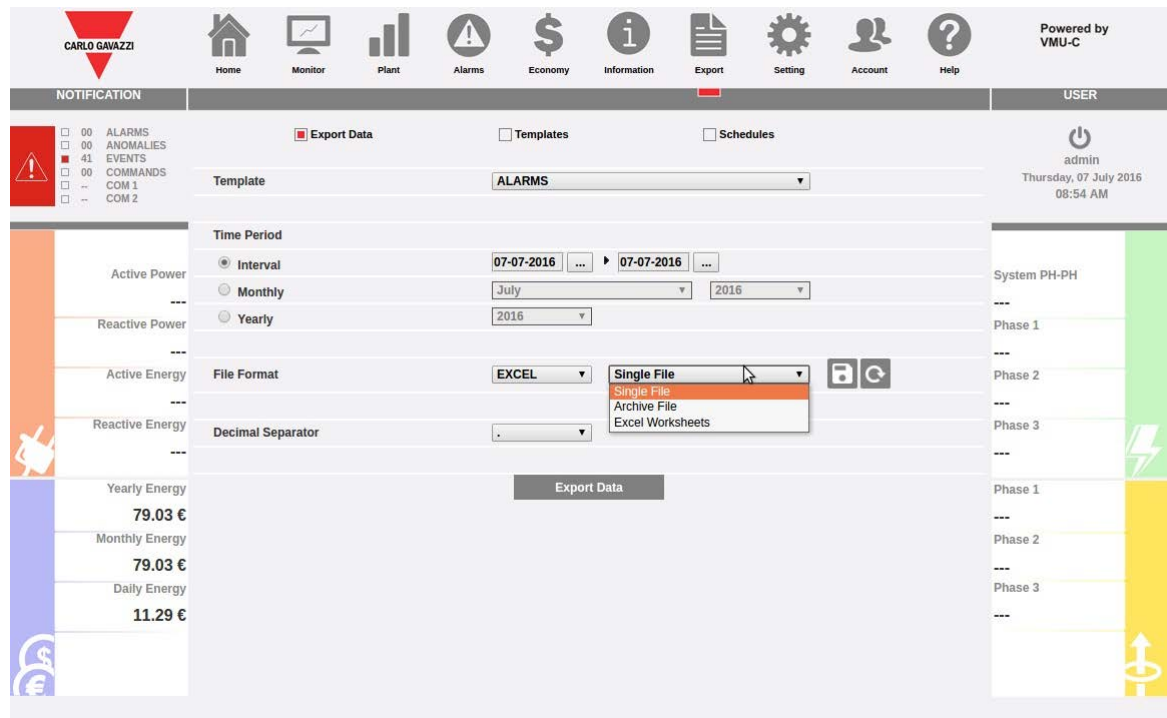 CARLO GAVAZZI
Home
Monitor
Plant
Alarms
Economy
Information
Export
Setting
Account
Help
Powered by
VMU-C
NOTIFICATION
USER
00 ALARMS
00 ANOMALIES
41 EVENTS
00 COMMANDS
-- COM 1
-- COM 2
Export Data
Templates
Schedules
admin
Thursday, 07 July 2016
08:54 AM
Template
ALARMS
Time Period
Interval
07-07-2016 ... 07-07-2016 ...
Monthly
July 2016
Yearly
2016
File Format
EXCEL Single File
Single File
Archive File
Excel Worksheets
Decimal Separator
.
Export Data
Active Power
---
Reactive Power
---
Active Energy
---
Reactive Energy
---
Yearly Energy
79.03 €
Monthly Energy
79.03 €
Daily Energy
11.29 €
$
€
System PH-PH
---
Phase 1
---
Phase 2
---
Phase 3
---
Phase 1
---
Phase 2
---
Phase 3
---